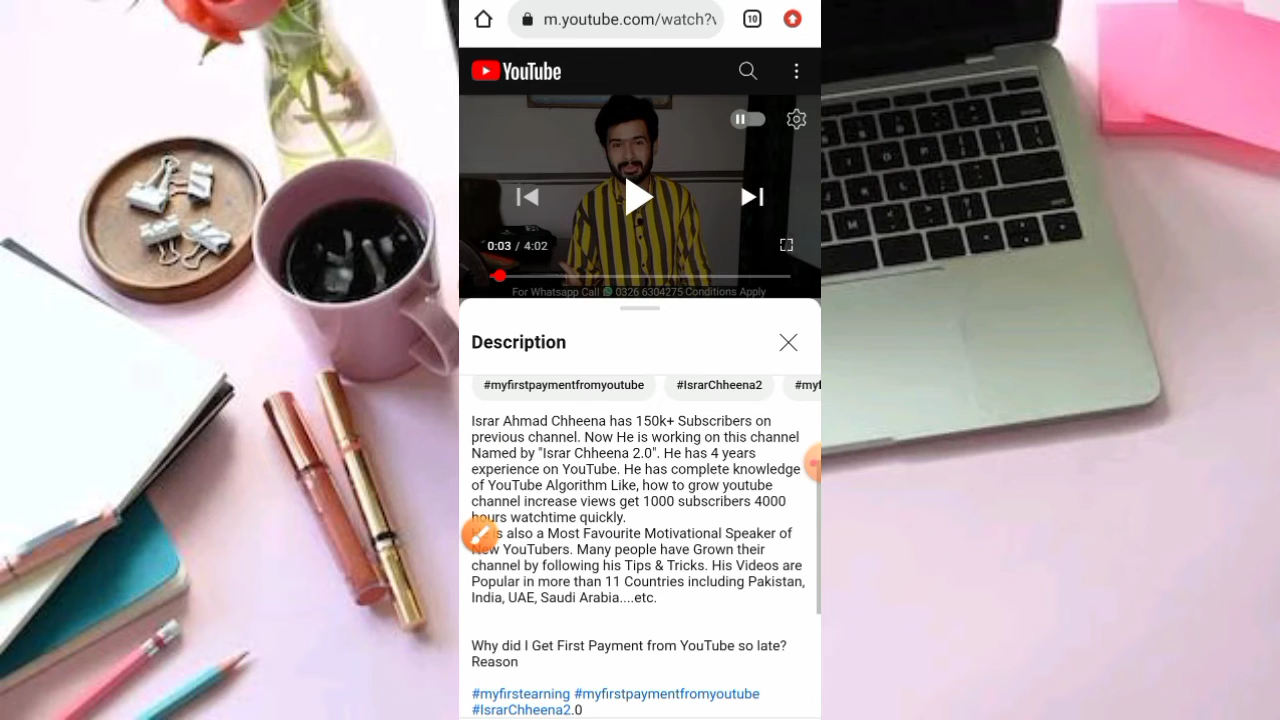 m.youtube.com/watch?v
10
YouTube
0:03 / 4:02
For Whatsapp Call 0326 6304275 Conditions Apply
Description
#myfirstpaymentfromyoutube #IsrarChheena2 #myf
Israr Ahmad Chheena has 150k+ Subscribers on
previous channel. Now He is working on this channel
Named by "Israr Chheena 2.0". He has 4 years
experience on YouTube. He has complete knowledge
of YouTube Algorithm Like, how to grow youtube
channel increase views get 1000 subscribers 4000
hours watchtime quickly.
is also a Most Favourite Motivational Speaker of
New YouTubers. Many people have Grown their
channel by following his Tips & Tricks. His Videos are
Popular in more than 11 Countries including Pakistan,
India, UAE, Saudi Arabia....etc.
Why did I Get First Payment from YouTube so late?
Reason
#myfirstearning #myfirstpaymentfromyoutube
#IsrarChheena2.0